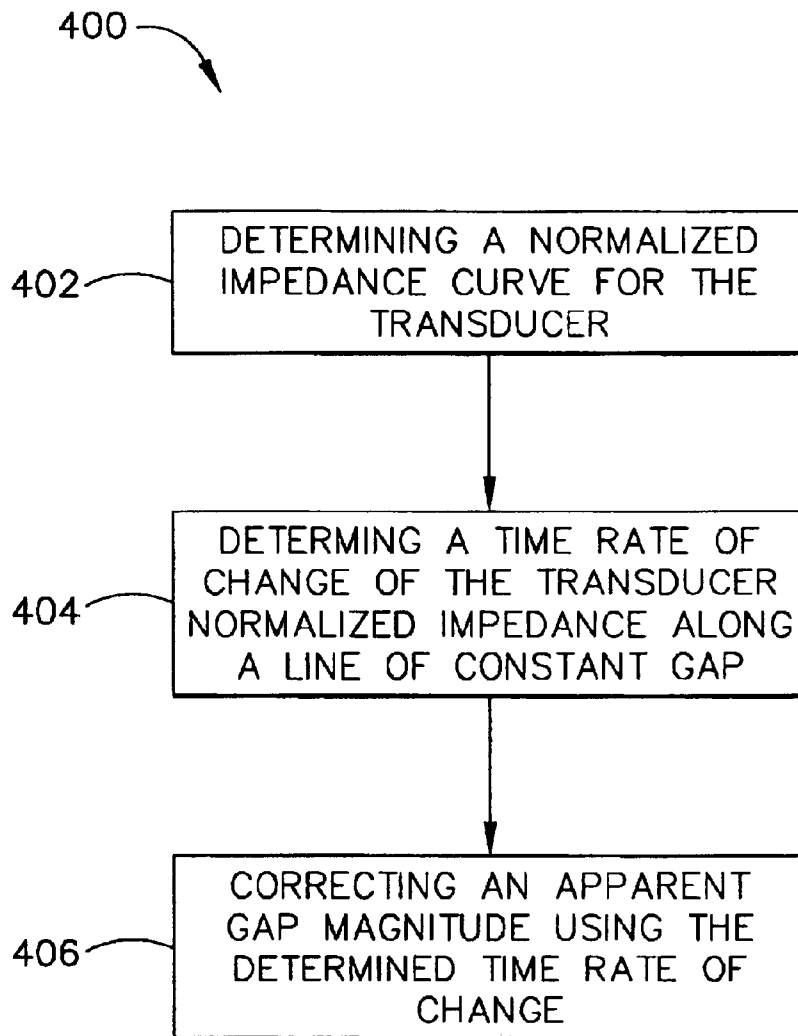 400
402
DETERMINING A NORMALIZED
IMPEDANCE CURVE FOR THE
TRANSDUCER
404
DETERMING A TIME RATE OF
CHANGE OF THE TRANSDUCER
NORMALIZED IMPEDANCE ALONG
A LINE OF CONSTANT GAP
406
CORRECTING AN APPARENT
GAP MAGNITUDE USING THE
DETERMINED TIME RATE OF
CHANGE